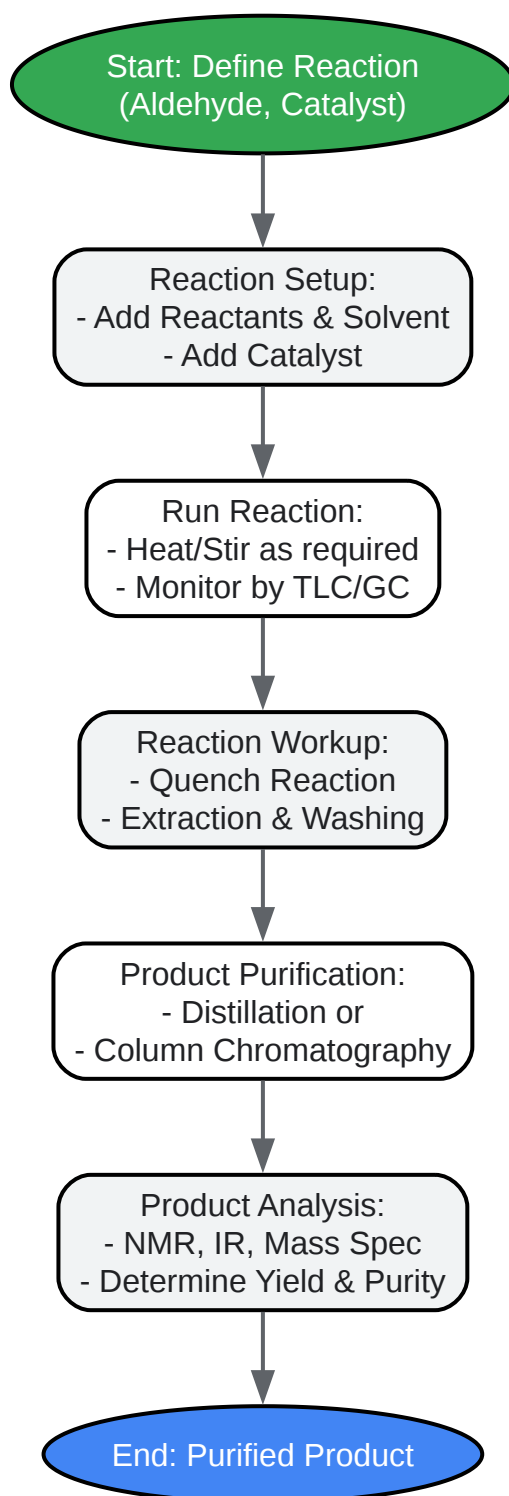 Start: Define Reaction
(Aldehyde, Catalyst)
Reaction Setup:
- Add Reactants & Solvent
- Add Catalyst
Run Reaction:
- Heat/Stir as required
- Monitor by TLC/GC
Reaction Workup:
- Quench Reaction
- Extraction & Washing
Product Purification:
- Distillation or
- Column Chromatography
Product Analysis:
- NMR, IR, Mass Spec
- Determine Yield & Purity
End: Purified Product